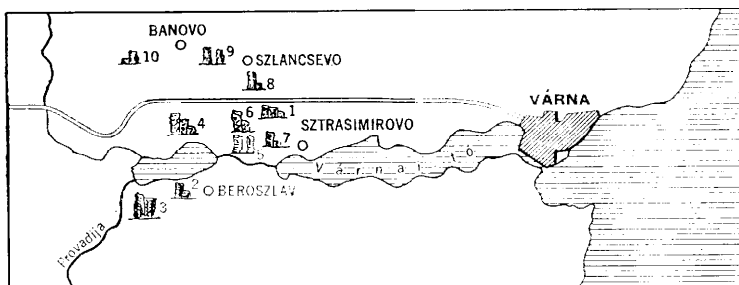 BANOVO
10
9
SZLANCSEVO
8
VÁRNA
6
1
4
SZTRASIMIROVO
7
5
Várnai tó
2
BEROSZLAV
3
Provadija